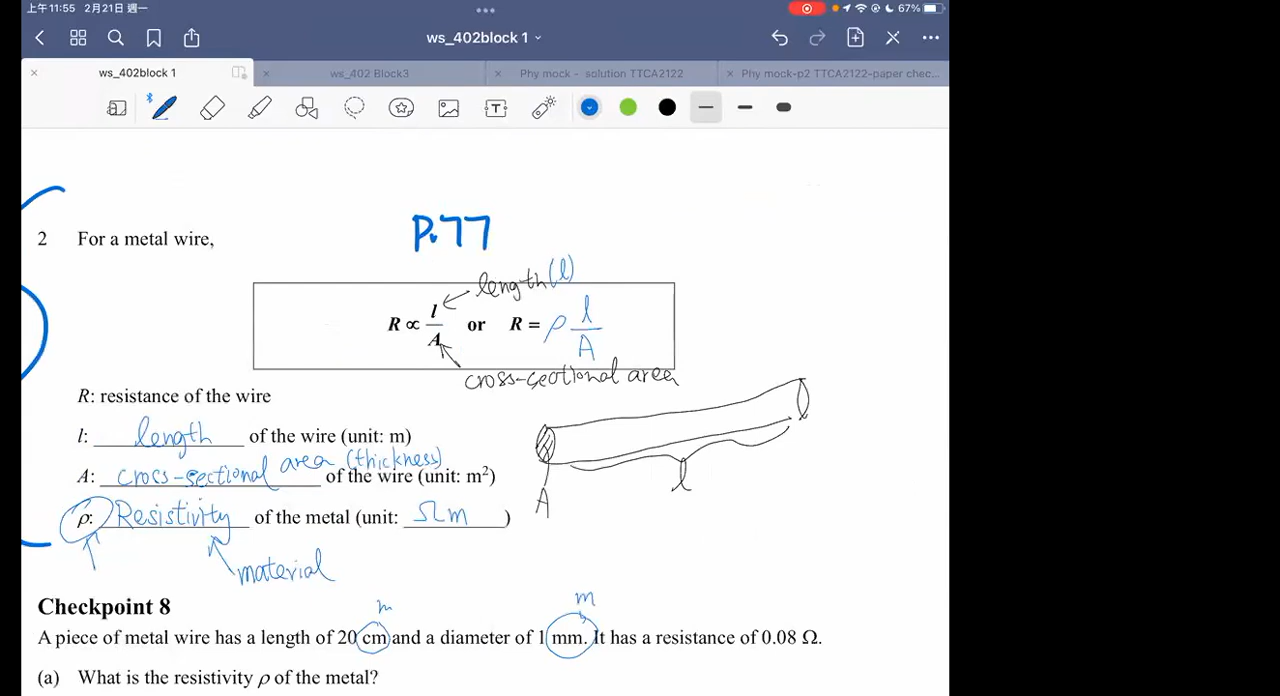 上午11:55 2月21日 週一
67%
ws_402block 1
ws_402block 1
ws_402 Block3
Phy mock - solution TTCA2122
Phy mock-p2 TTCA2122-paper chec...
P.77
2 For a metal wire,
length (l)
R ∝ l/A or R = ρ l/A
cross-sectional area
R: resistance of the wire
l: length of the wire (unit: m)
A: cross-sectional area (thickness) of the wire (unit: m²)
ρ: Resistivity of the metal (unit: Ωm)
l
A
material
Checkpoint 8
m
m
A piece of metal wire has a length of 20 cm and a diameter of 1 mm. It has a resistance of 0.08 Ω.
(a) What is the resistivity ρ of the metal?